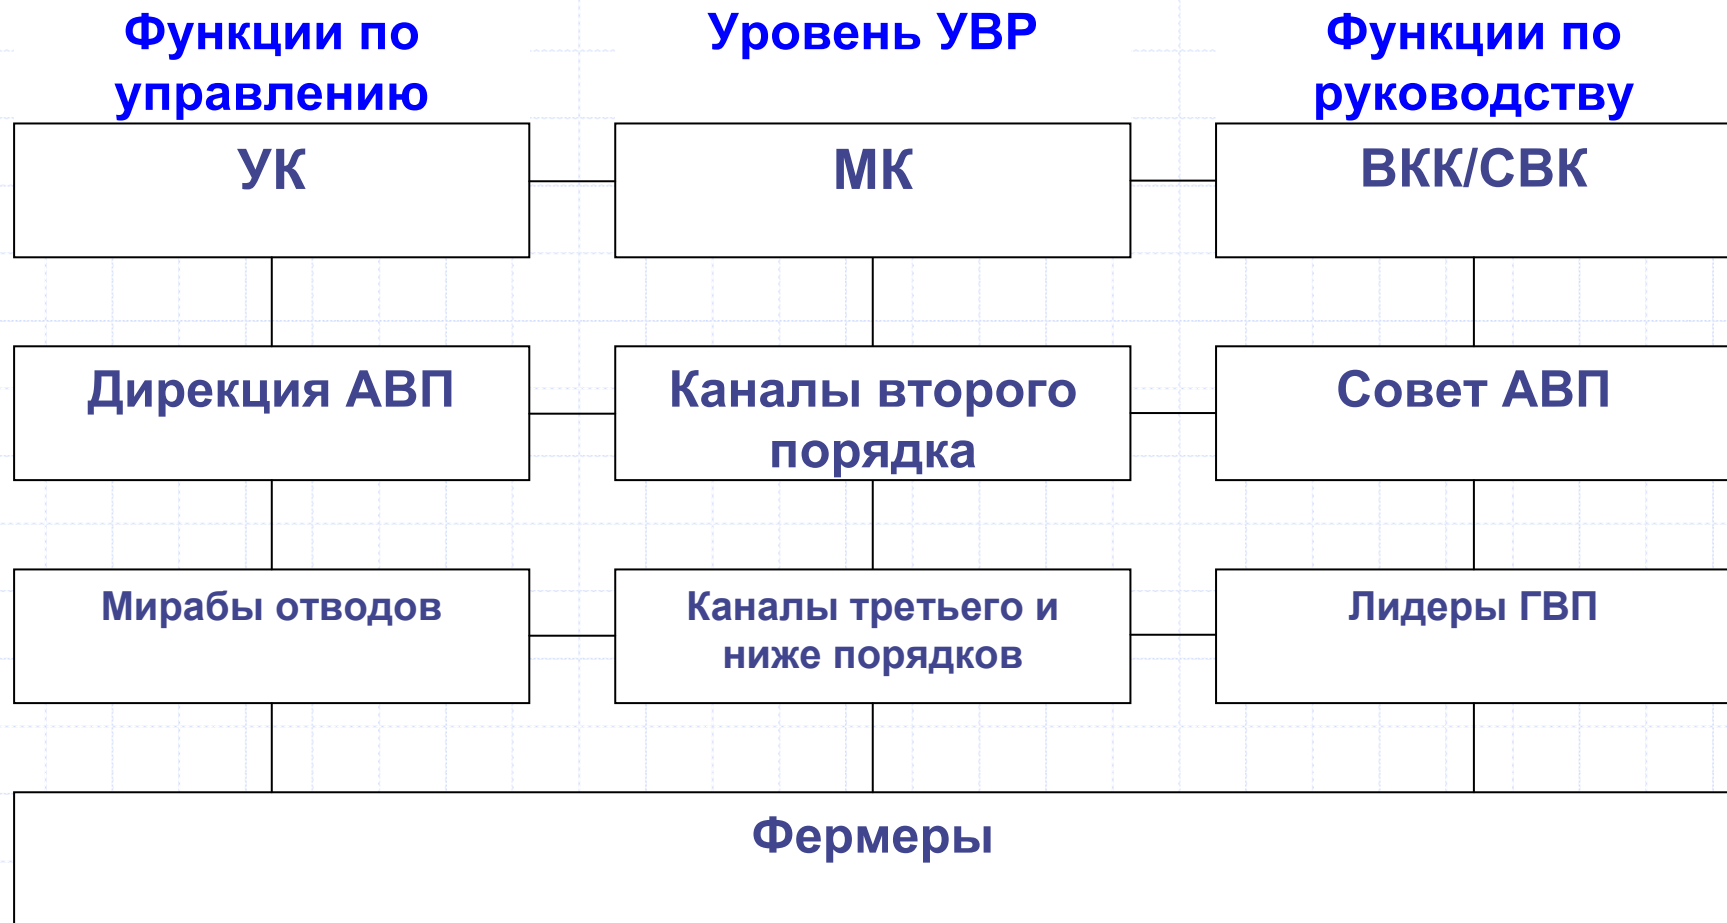 Функции по
управлению
Уровень УВР
Функции по
руководству
УК
МК
ВКК/СВК
Дирекция АВП
Каналы второго
порядка
Совет АВП
Мирабы отводов
Каналы третьего и
ниже порядков
Лидеры ГВП
Фермеры